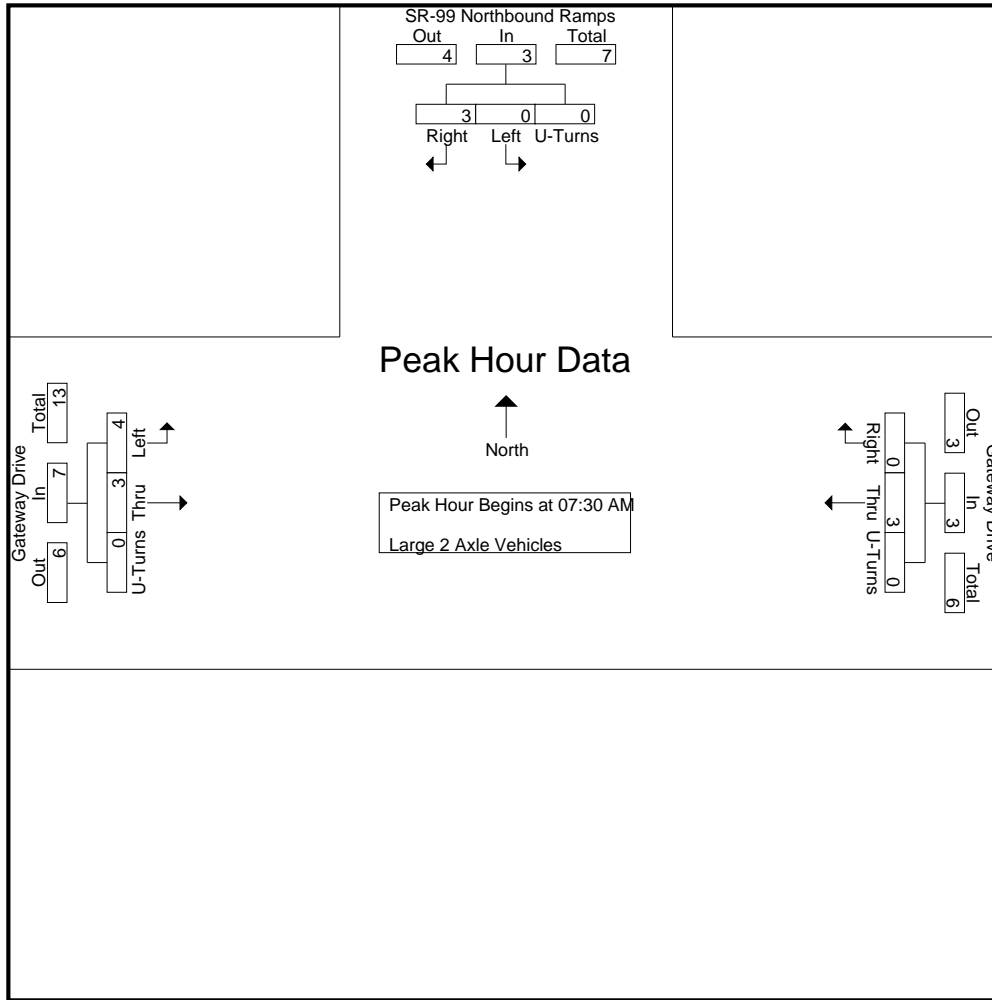 SR-99 Northbound Ramps
Out In Total
4 3 7
3 0 0
Right Left U-Turns
Peak Hour Data
North
Peak Hour Begins at 07:30 AM
Large 2 Axle Vehicles
Gateway Drive
Out In Total
6 7 13
0 3 4
U-Turns Thru Left
Gateway Drive
Out In Total
3 3 6
Right Thru U-Turns
0 3 0